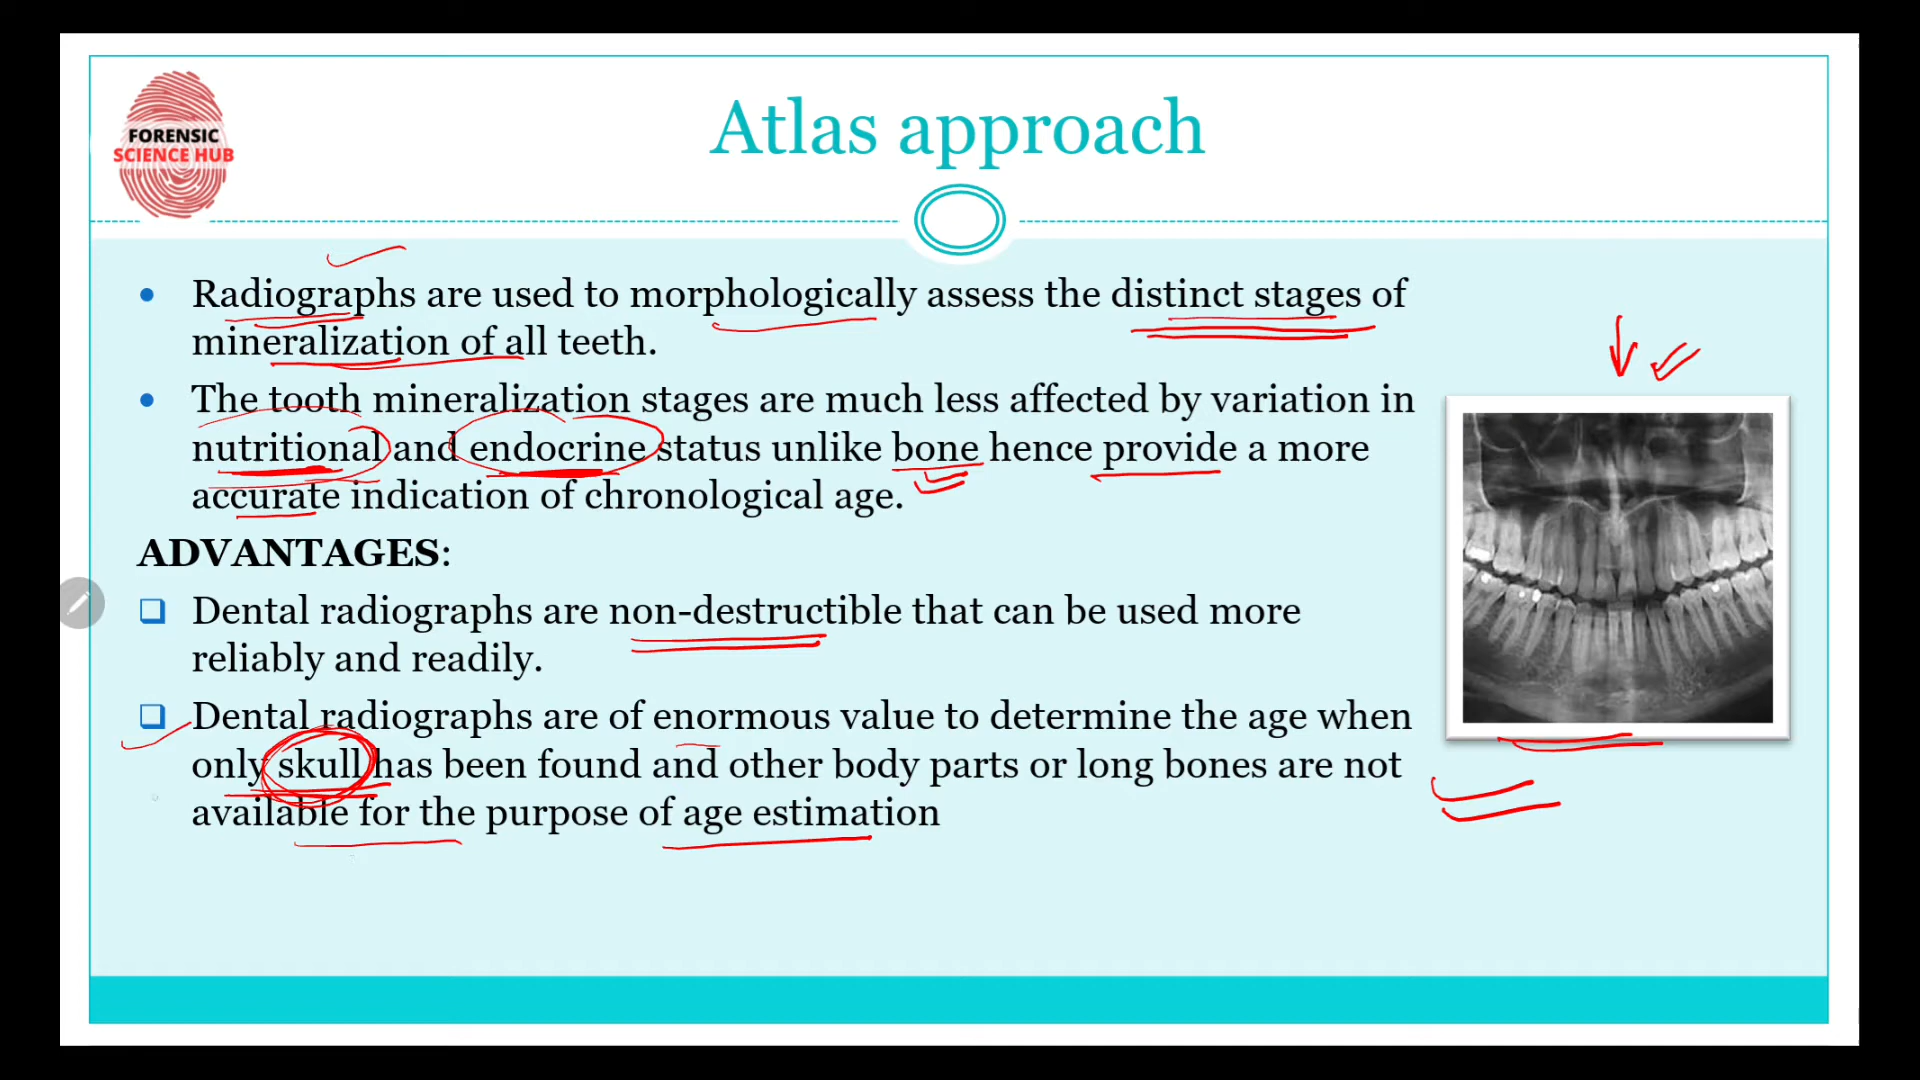 FORENSIC
SCIENCE HUB
Atlas approach
Radiographs are used to morphologically assess the distinct stages of
mineralization of all teeth.
The tooth mineralization stages are much less affected by variation in
nutritional and endocrine status unlike bone hence provide a more
accurate indication of chronological age.
ADVANTAGES:
Dental radiographs are non-destructible that can be used more
reliably and readily.
Dental radiographs are of enormous value to determine the age when
only skull has been found and other body parts or long bones are not
available for the purpose of age estimation